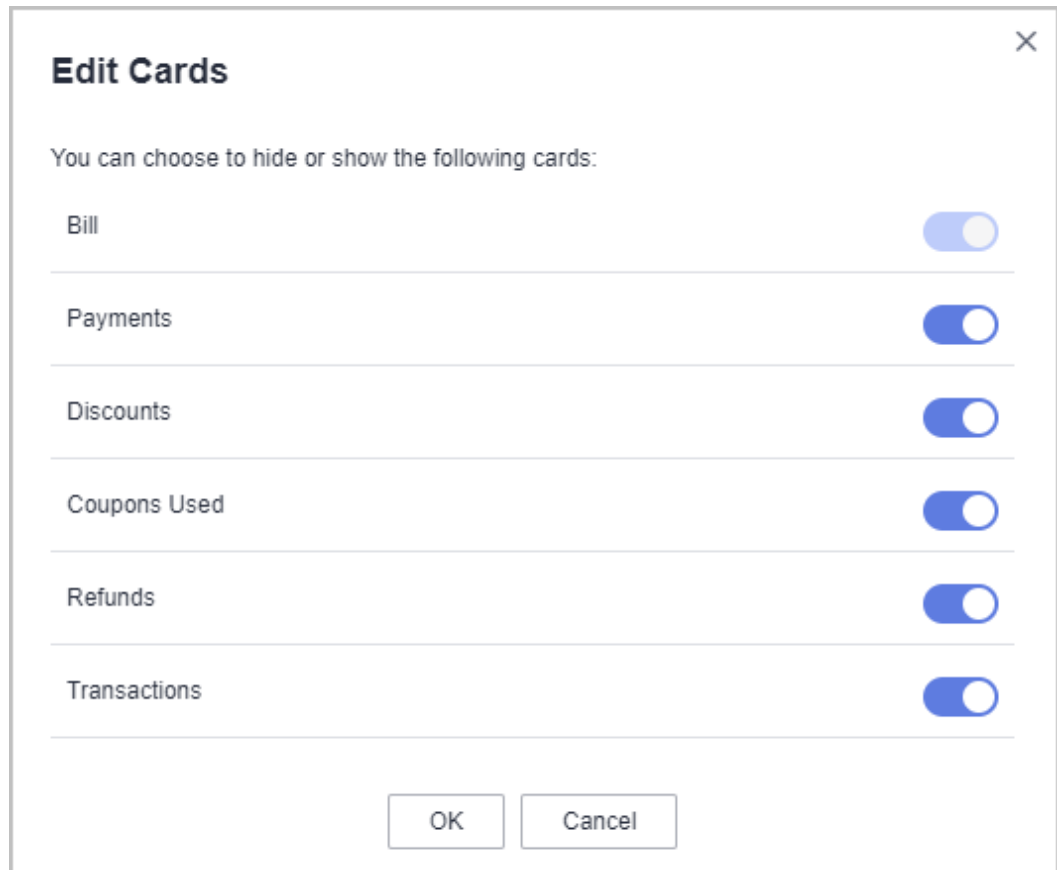 Edit Cards
You can choose to hide or show the following cards:
Bill
Payments
Discounts
Coupons Used
Refunds
Transactions
OK Cancel